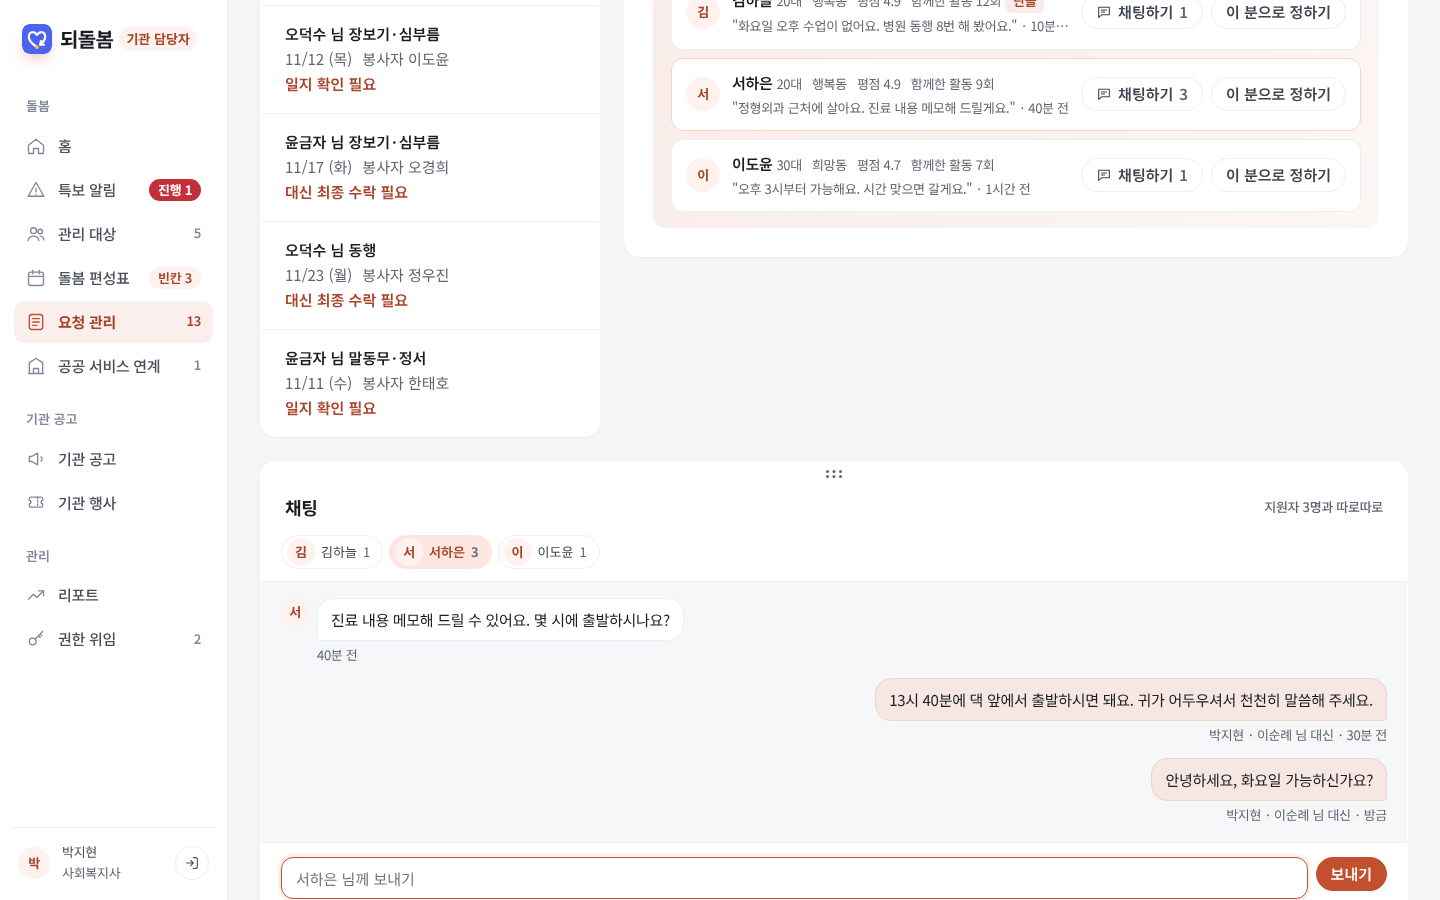 되돌봄 기관 담당자
돌봄
홈
특보 알림 진행 1
관리 대상 5
돌봄 편성표 빈칸 3
요청 관리 13
공공 서비스 연계 1
기관 공고
기관 공고
기관 행사
관리
리포트
권한 위임 2
박
박지현
사회복지사
오덕수 님 장보기·심부름
11/12 (목) 봉사자 이도윤
일지 확인 필요
윤금자 님 장보기·심부름
11/17 (화) 봉사자 오경희
대신 최종 수락 필요
오덕수 님 동행
11/23 (월) 봉사자 정우진
대신 최종 수락 필요
윤금자 님 말동무·정서
11/11 (수) 봉사자 한태호
일지 확인 필요
김
김하늘 20대 행복동 평점 4.9 함께한 활동 12회 단골
"화요일 오후 수업이 없어요. 병원 동행 8번 해 봤어요." · 10분…
채팅하기 1
이 분으로 정하기
서
서하은 20대 행복동 평점 4.9 함께한 활동 9회
"정형외과 근처에 살아요. 진료 내용 메모해 드릴게요." · 40분 전
채팅하기 3
이 분으로 정하기
이
이도윤 30대 희망동 평점 4.7 함께한 활동 7회
"오후 3시부터 가능해요. 시간 맞으면 갈게요." · 1시간 전
채팅하기 1
이 분으로 정하기
채팅
지원자 3명과 따로따로
김 김하늘 1
서 서하은 3
이 이도윤 1
서
진료 내용 메모해 드릴 수 있어요. 몇 시에 출발하시나요?
40분 전
13시 40분에 댁 앞에서 출발하시면 돼요. 귀가 어두우셔서 천천히 말씀해 주세요.
박지현 · 이순례 님 대신 · 30분 전
안녕하세요, 화요일 가능하신가요?
박지현 · 이순례 님 대신 · 방금
서하은 님께 보내기
보내기